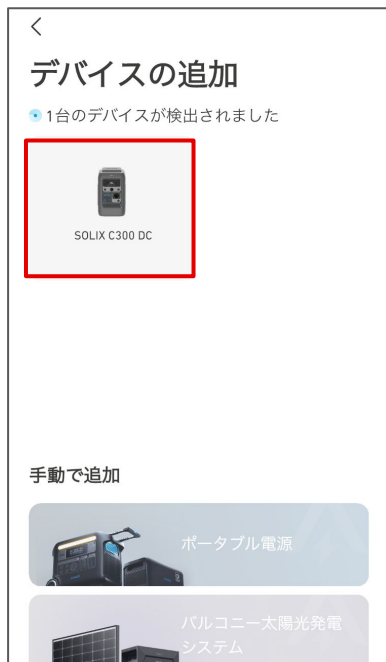 デバイスの追加
1台のデバイスが検出されました
SOLIX C300 DC
手動で追加
ポータブル電源
バルコニー太陽光発電
システム